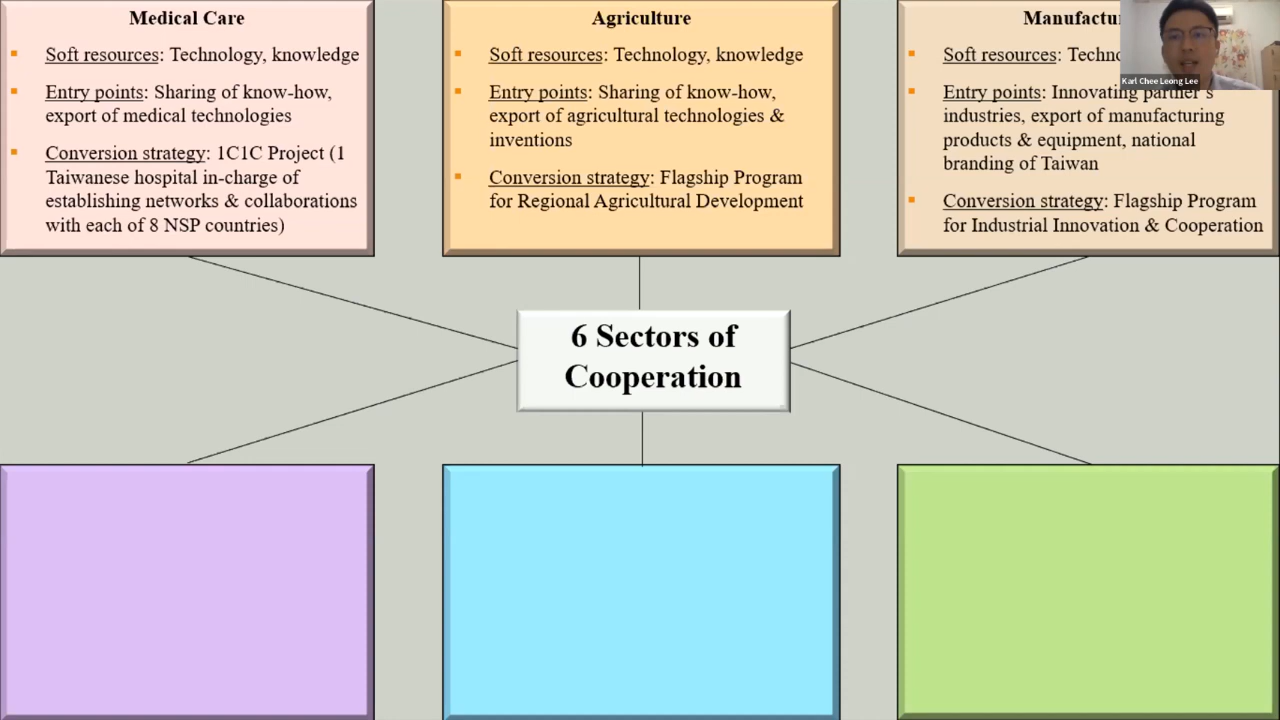 Medical Care
▪ Soft resources: Technology, knowledge
▪ Entry points: Sharing of know-how,
export of medical technologies
▪ Conversion strategy: 1C1C Project (1
Taiwanese hospital in-charge of
establishing networks & collaborations
with each of 8 NSP countries)
Agriculture
▪ Soft resources: Technology, knowledge
▪ Entry points: Sharing of know-how,
export of agricultural technologies &
inventions
▪ Conversion strategy: Flagship Program
for Regional Agricultural Development
▪ Soft resources:
▪ Entry points: Innovating partner's
industries, export of manufacturing
products & equipment, national
branding of Taiwan
▪ Conversion strategy: Flagship Program
for Industrial Innovation & Cooperation
Karl Chee Leong Lee
6 Sectors of
Cooperation